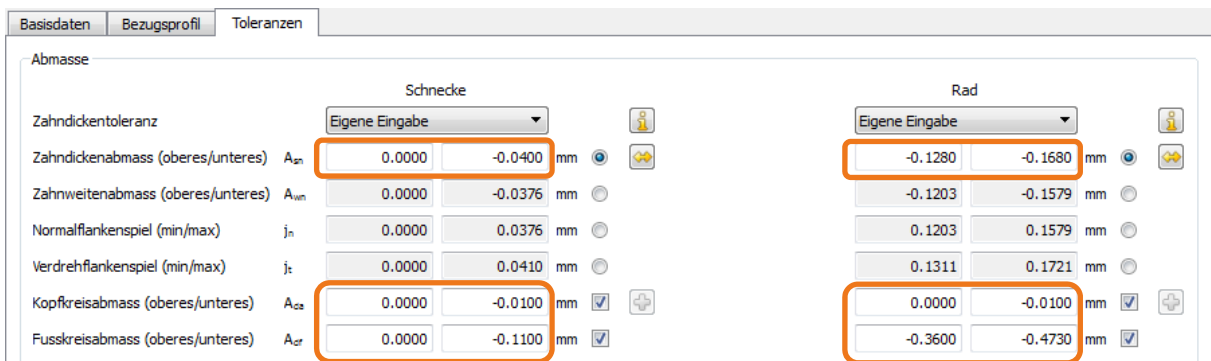 Basisdaten Bezugsprofil Toleranzen
Abmasse
Schnecke Rad
Zahndickentoleranz Eigene Eingabe Eigene Eingabe
Zahndickenabmass (oberes/unteres) Asn 0.0000 -0.0400 mm -0.1280 -0.1680 mm
Zahnweitenabmass (oberes/unteres) Awn 0.0000 -0.0376 mm -0.1203 -0.1579 mm
Normalflankenspiel (min/max) jn 0.0000 0.0376 mm 0.1203 0.1579 mm
Verdrehflankenspiel (min/max) jt 0.0000 0.0410 mm 0.1311 0.1721 mm
Kopfkreisabmass (oberes/unteres) Ada 0.0000 -0.0100 mm 0.0000 -0.0100 mm
Fusskreisabmass (oberes/unteres) Adf 0.0000 -0.1100 mm -0.3600 -0.4730 mm